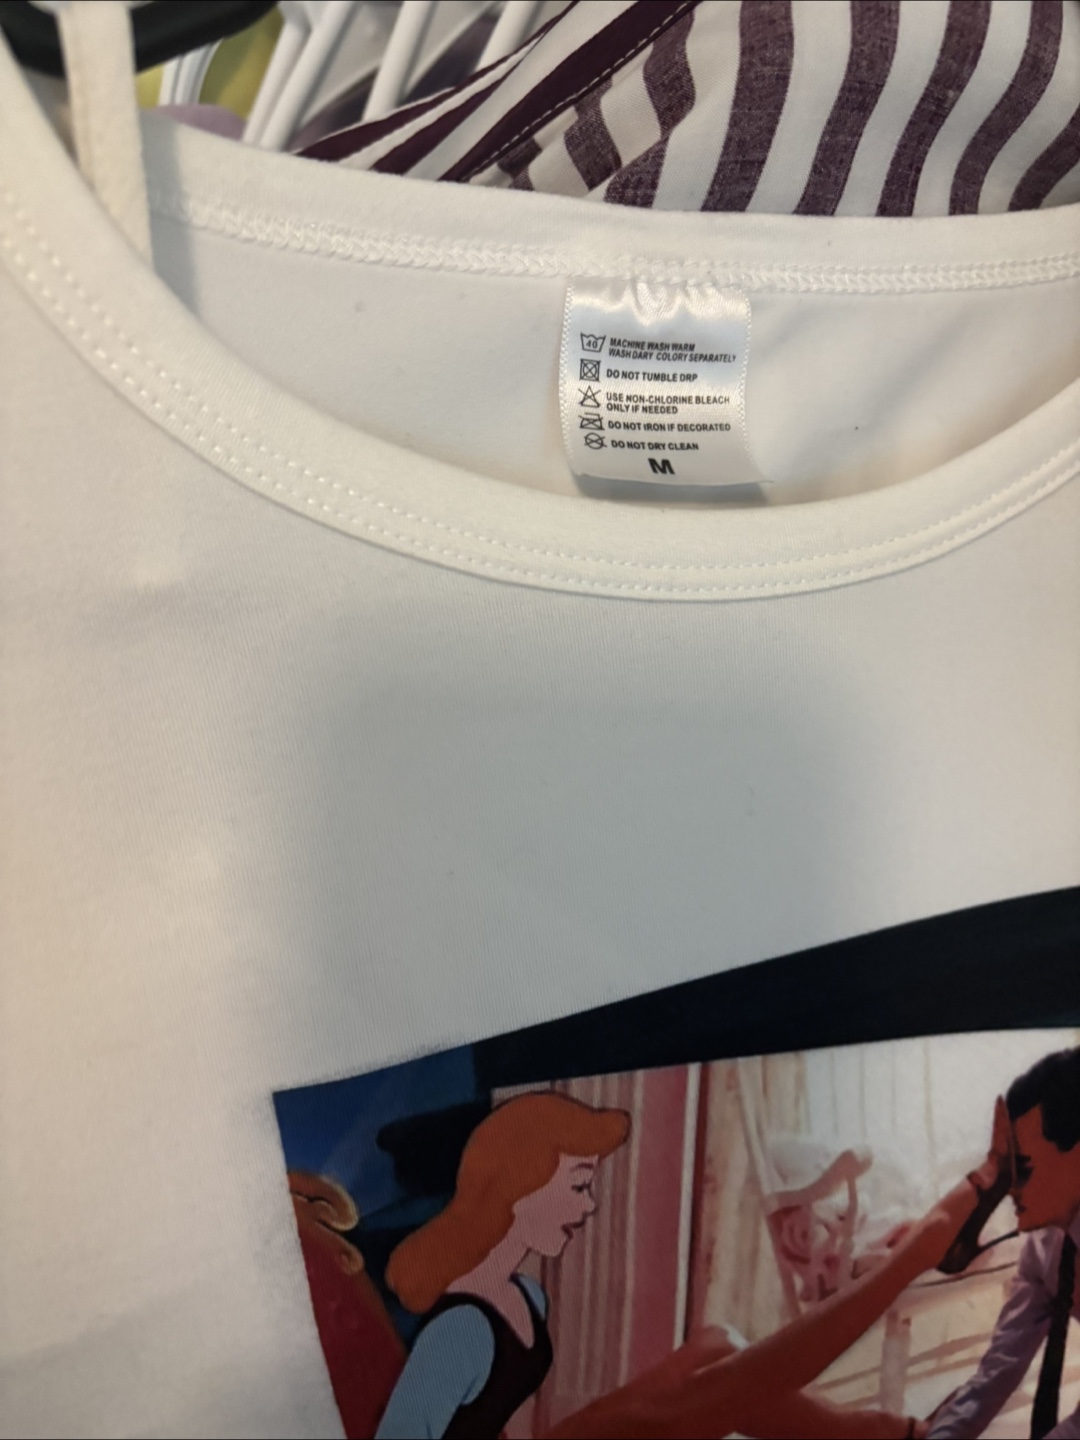 40 MACHINE WASH WARM
WASH DARY COLORY SEPARATELY
DO NOT TUMBLE DRP
USE NON-CHLORINE BLEACH
ONLY IF NEEDED
DO NOT IRON IF DECORATED
DO NOT DRY CLEAN
M